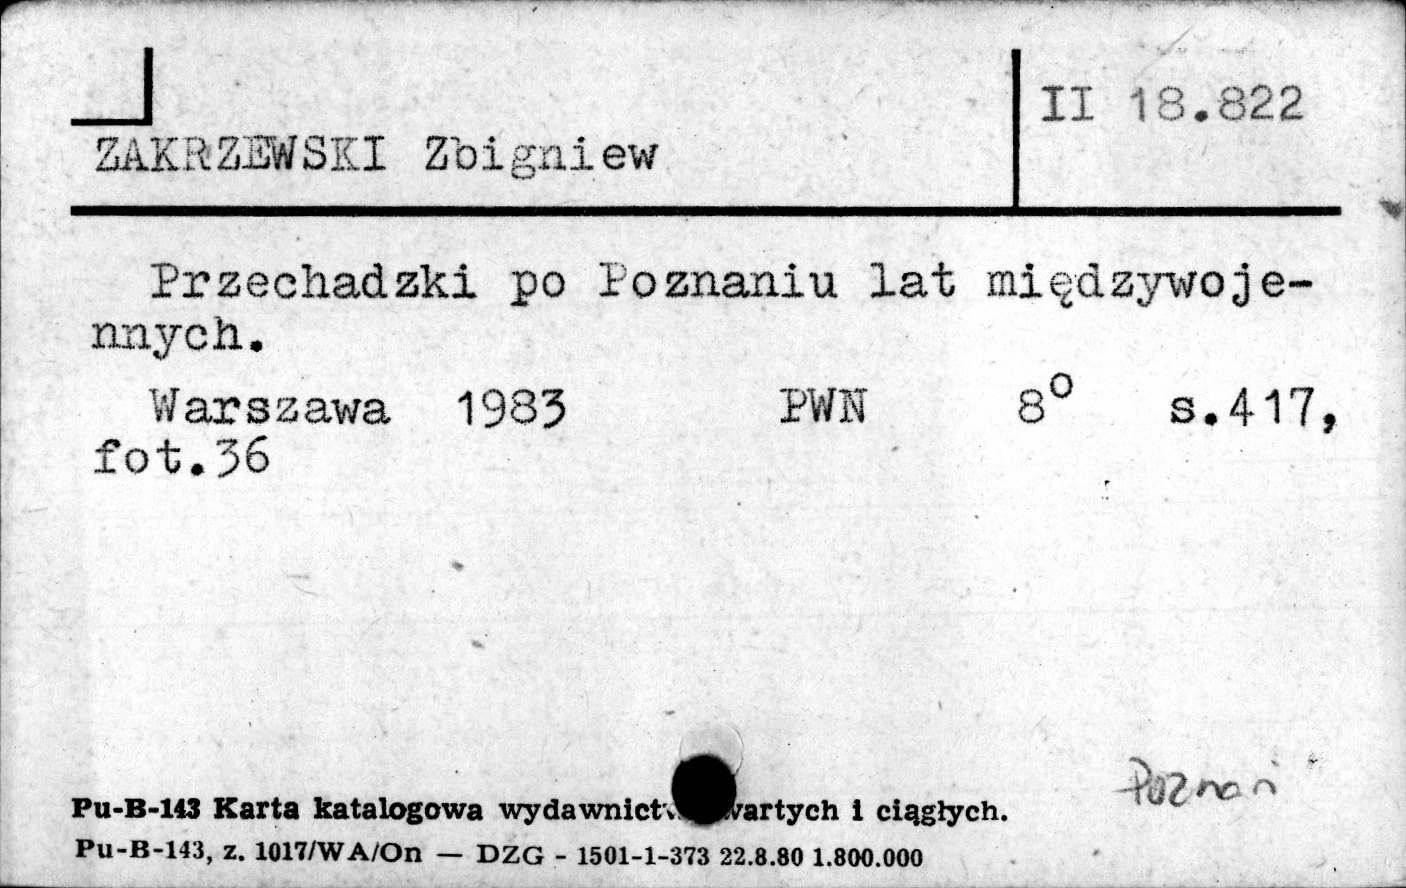 II 18.822
ZAKRZEWSKI Zbigniew
Przechadzki po Poznaniu lat międzywoje-
nnych.
Warszawa 1983 PWN 8° s.417,
fot.36
Poznań
Pu-B-143 Karta katalogowa wydawnictw zwartych i ciągłych.
Pu-B-143, z. 1017/WA/On — DZG - 1501-1-373 22.8.80 1.800.000